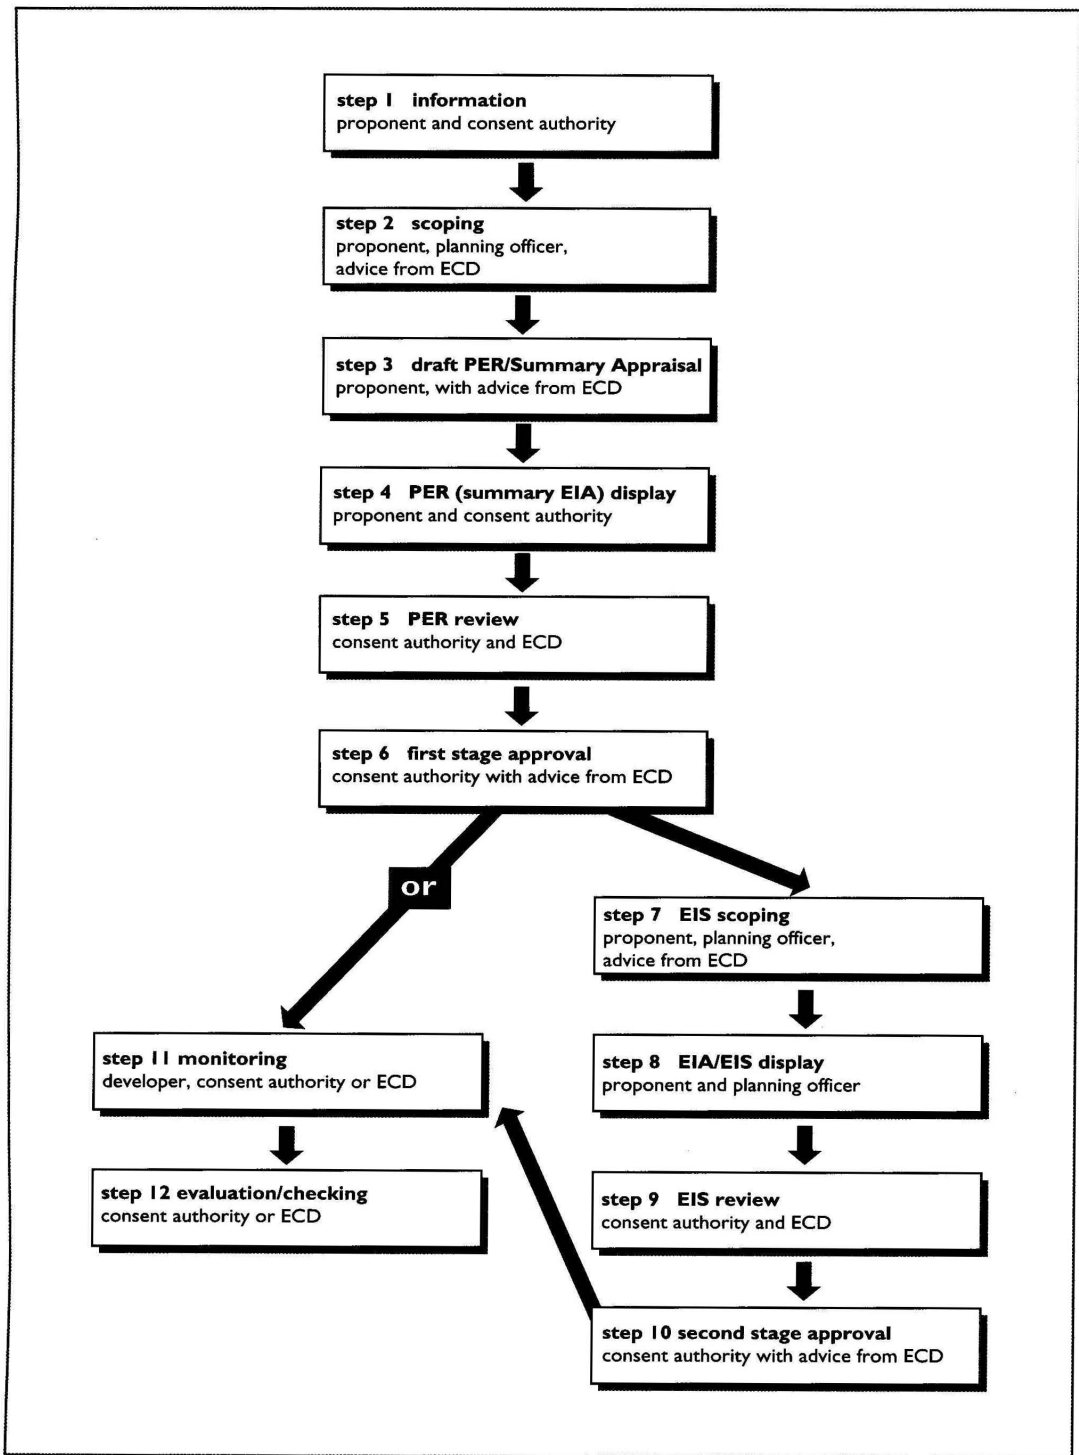 step 1 information
proponent and consent authority
step 2 scoping
proponent, planning officer,
advice from ECD
step 3 draft PER/Summary Appraisal
proponent, with advice from ECD
step 4 PER (summary EIA) display
proponent and consent authority
step 5 PER review
consent authority and ECD
step 6 first stage approval
consent authority with advice from ECD
or
step 7 EIS scoping
proponent, planning officer,
advice from ECD
step 8 EIA/EIS display
proponent and planning officer
step 9 EIS review
consent authority and ECD
step 10 second stage approval
consent authority with advice from ECD
step 11 monitoring
developer, consent authority or ECD
step 12 evaluation/checking
consent authority or ECD